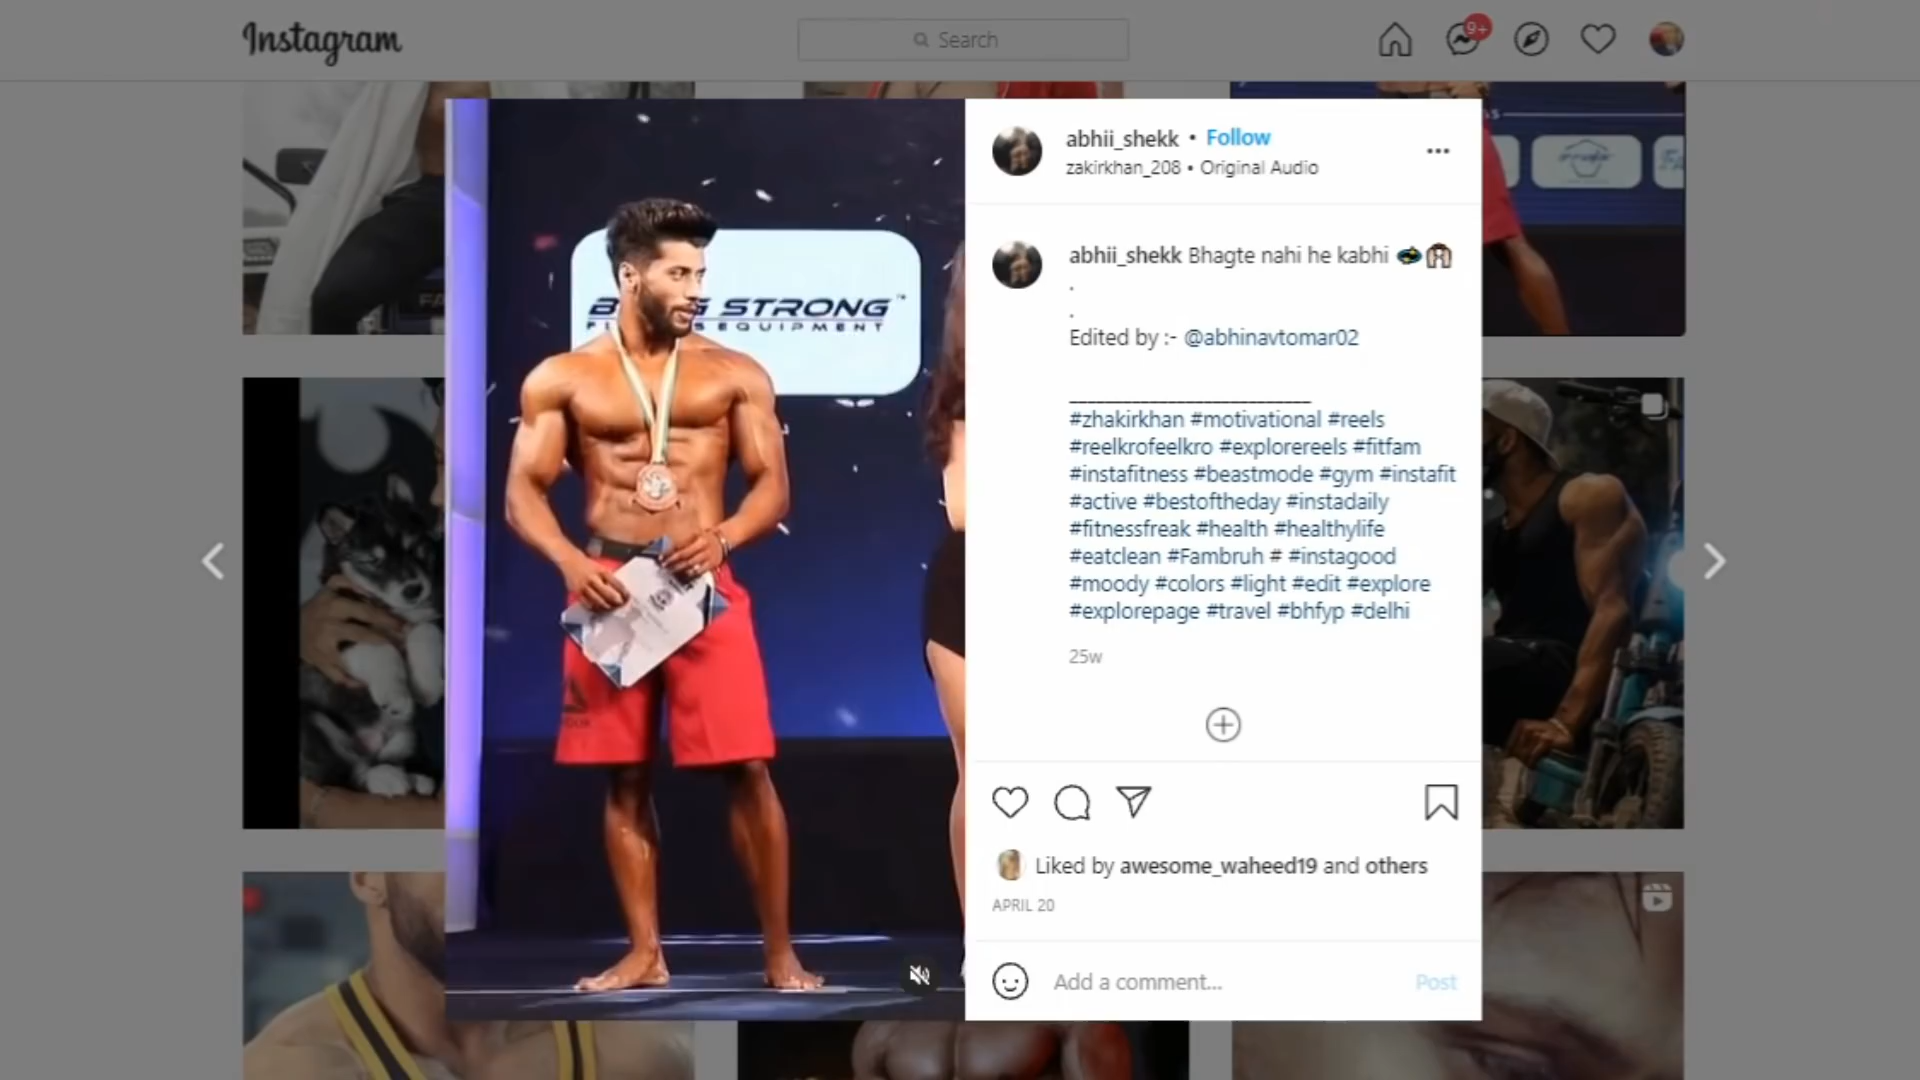 Instagram
Search
9+
abhii_shekk • Follow
zakirkhan_208 • Original Audio
abhii_shekk Bhagte nahi he kabhi
.
.
Edited by :- @abhinavtomar02
#zhakirkhan #motivational #reels
#reelkrofeelkro #explorereels #fitfam
#instafitness #beastmode #gym #instafit
#active #bestoftheday #instadaily
#fitnessfreak #health #healthylife
#eatclean #Fambruh # #instagood
#moody #colors #light #edit #explore
#explorepage #travel #bhfyp #delhi
25w
Liked by awesome_waheed19 and others
APRIL 20
Add a comment...
Post
STRONG
EQUIPMENT